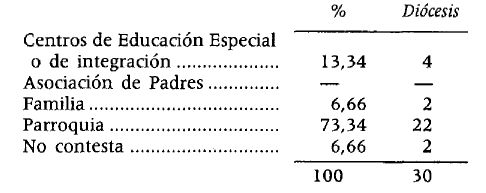 % Diócesis
Centros de Educación Especial
o de integración .................... 13,34 4
Asociación de Padres ............... — —
Familia ................................ 6,66 2
Parroquia ............................. 73,34 22
No contesta .......................... 6,66 2
100 30